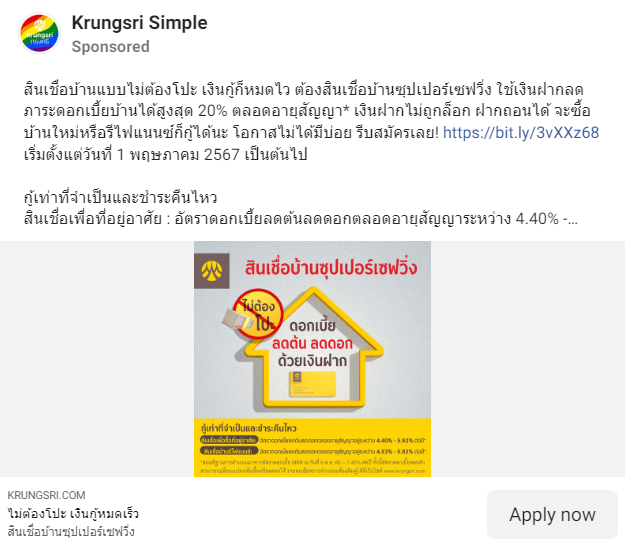 Krungsri Simple
Sponsored
สินเชื่อบ้านแบบไม่ต้องโปะ เงินกู้ก็หมดไว ต้องสินเชื่อบ้านซุปเปอร์เซฟวิ่ง ใช้เงินฝากลด
ภาระดอกเบี้ยบ้านได้สูงสุด 20% ตลอดอายุสัญญา* เงินฝากไม่ถูกล็อก ฝากถอนได้ จะซื้อ
บ้านใหม่หรือรีไฟแนนซ์ก็กู้ได้นะ โอกาสไม่ได้มีบ่อย รีบสมัครเลย! https://bit.ly/3vXXz68
เริ่มตั้งแต่วันที่ 1 พฤษภาคม 2567 เป็นต้นไป
กู้เท่าที่จำเป็นและชำระคืนไหว
สินเชื่อเพื่อที่อยู่อาศัย : อัตราดอกเบี้ยลดต้นลดดอกตลอดอายุสัญญาระหว่าง 4.40% -...
krungsri
กรุงศรี
สินเชื่อบ้านซุปเปอร์เซฟวิ่ง
ไม่ต้อง
โปะ
ดอกเบี้ย
ลดต้น ลดดอก
ด้วยเงินฝาก
กู้เท่าที่จำเป็นและชำระคืนไหว
สินเชื่อเพื่อที่อยู่อาศัย อัตราดอกเบี้ยลดต้นลดดอกตลอดอายุสัญญาอยู่ระหว่าง 4.40% - 5.91% ต่อปี*
สินเชื่อบ้านรีไฟแนนซ์ อัตราดอกเบี้ยลดต้นลดดอกตลอดอายุสัญญาอยู่ระหว่าง 4.53% - 5.92% ต่อปี*
KRUNGSRI.COM
ไม่ต้องโปะ เงินกู้หมดเร็ว
สินเชื่อบ้านซุปเปอร์เซฟวิ่ง
Apply now